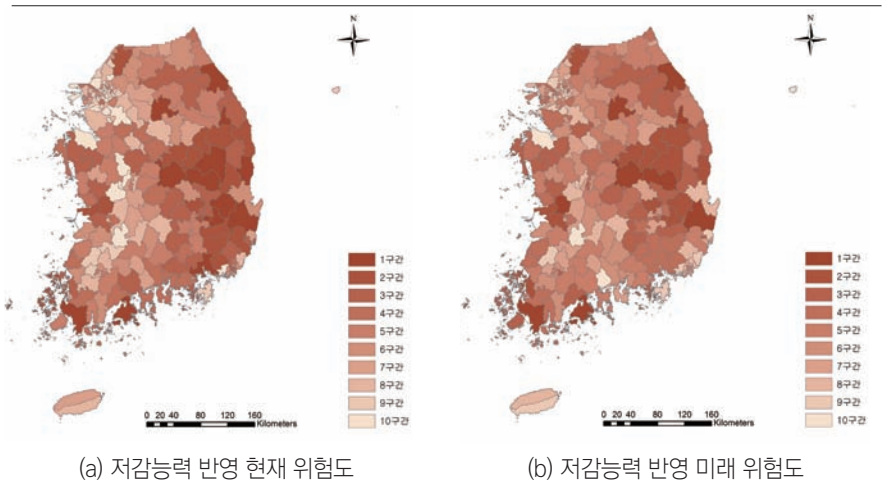 N
1구간
2구간
3구간
4구간
5구간
6구간
7구간
8구간
9구간
10구간
0 20 40 80 120 160
Kilometers
(a) 저감능력 반영 현재 위험도
N
1구간
2구간
3구간
4구간
5구간
6구간
7구간
8구간
9구간
10구간
0 20 40 80 120 160
Kilometers
(b) 저감능력 반영 미래 위험도